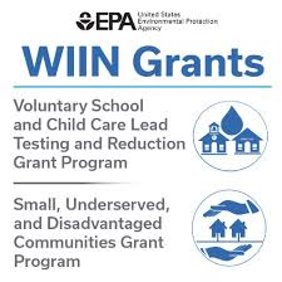 EPA
United States
Environmental Protection
Agency
WIIN Grants
Voluntary School
and Child Care Lead
Testing and Reduction
Grant Program
Small, Underserved,
and Disadvantaged
Communities Grant
Program